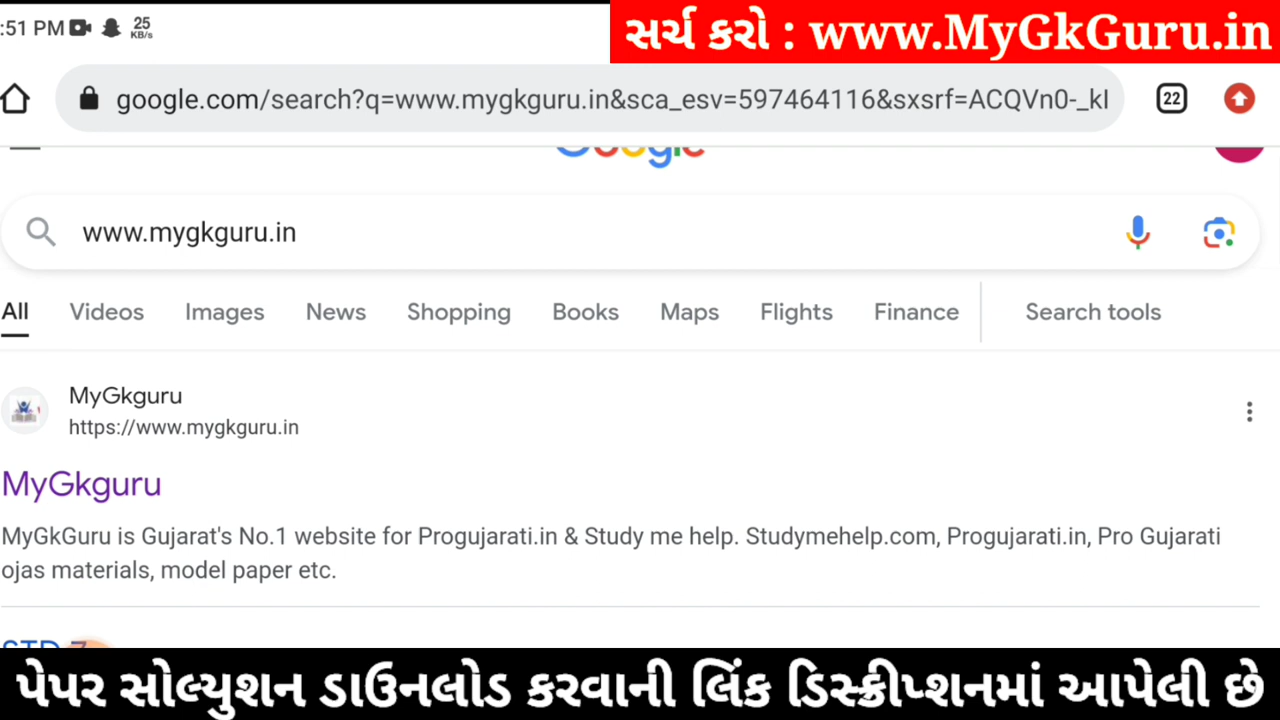 :51 PM 25 KB/s
સર્ચ કરો : www.MyGkGuru.in
google.com/search?q=www.mygkguru.in&sca_esv=597464116&sxsrf=ACQVn0-_kI
22
Google
www.mygkguru.in
All Videos Images News Shopping Books Maps Flights Finance Search tools
MyGkguru
https://www.mygkguru.in
MyGkguru
MyGkGuru is Gujarat's No.1 website for Progujarati.in & Study me help. Studymehelp.com, Progujarati.in, Pro Gujarati
ojas materials, model paper etc.
STD 7
પેપર સોલ્યુશન ડાઉનલોડ કરવાની લિંક ડિસ્ક્રીપ્શનમાં આપેલી છે